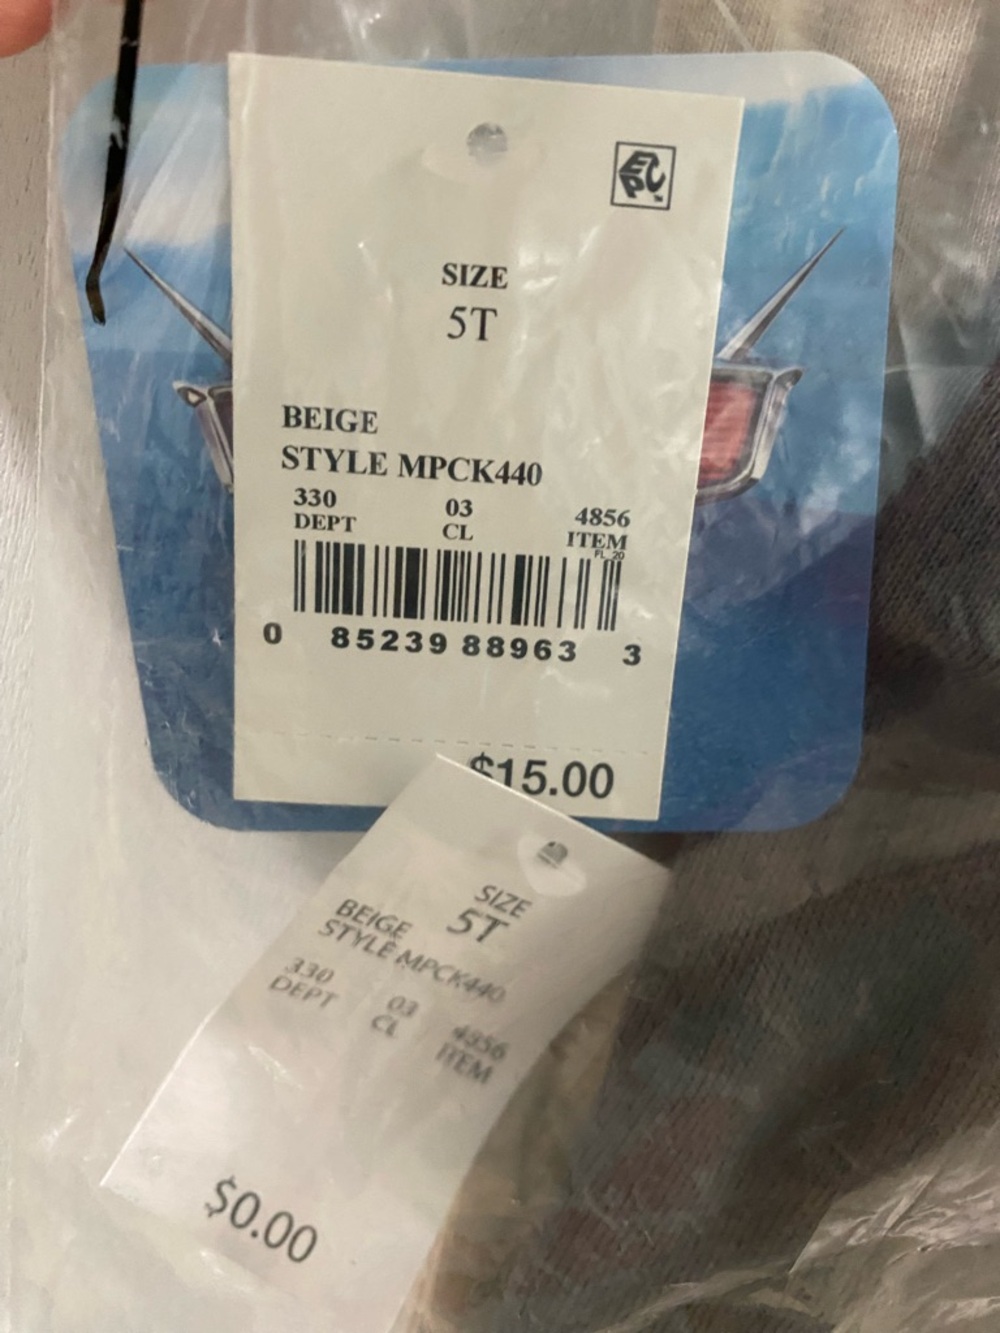 EPC
SIZE
5T
BEIGE
STYLE MPCK440
330 03 4856
DEPT CL ITEM
FL_20
0 85239 88963 3
$15.00
SIZE
5T
BEIGE
STYLE MPCK440
330 03 4856
DEPT CL ITEM
$0.00